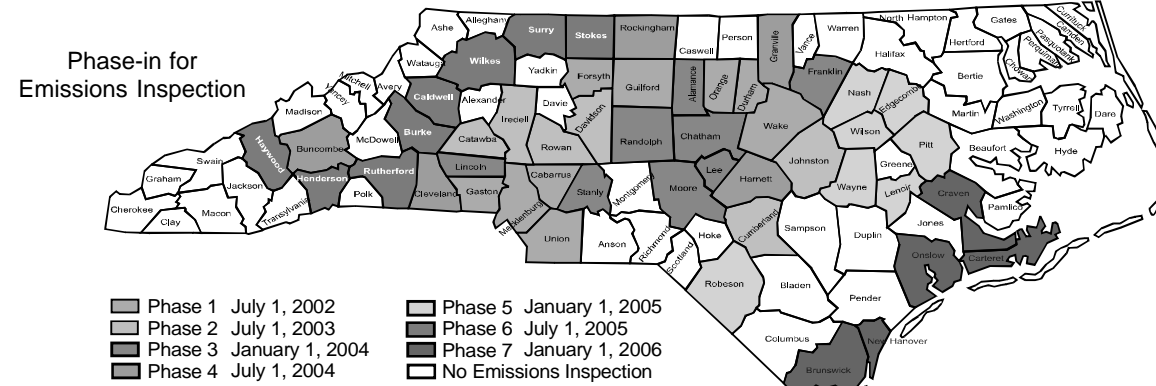 Phase-in for
Emissions Inspection
Ashe
Allegham
Surry
Stokes
Rockingham
Caswell
Person
Granville
Vance
Warren
North Hampton
Gates
Currituck
Camden
Pasquotank
Perquiman
Chowan
Hertford
Halifax
Bertie
Wataug
Wilkes
Yadkin
Forsyth
Guilford
Alamance
Orange
Durham
Franklin
Nash
Edgecomb
Martin
Washington
Tyrrell
Dare
Mitchell
Yancey
Avery
Caldwell
Alexander
Iredell
Davie
Davidson
Randolph
Chatham
Wake
Wilson
Pitt
Beaufort
Hyde
Madison
McDowell
Burke
Catawba
Rowan
Johnston
Greene
Swain
Haywood
Buncombe
Rutherford
Lincoln
Cabarrus
Stanly
Montgomery
Moore
Lee
Harnett
Wayne
Lenoir
Craven
Pamlico
Graham
Jackson
Henderson
Polk
Cleveland
Gaston
Mecklenburg
Cherokee
Clay
Macon
Transylvania
Union
Anson
Richmond
Scotland
Hoke
Cumberland
Sampson
Duplin
Jones
Onslow
Carteret
Robeson
Bladen
Pender
Columbus
New Hanover
Brunswick
Phase 1 July 1, 2002
Phase 2 July 1, 2003
Phase 3 January 1, 2004
Phase 4 July 1, 2004
Phase 5 January 1, 2005
Phase 6 July 1, 2005
Phase 7 January 1, 2006
No Emissions Inspection